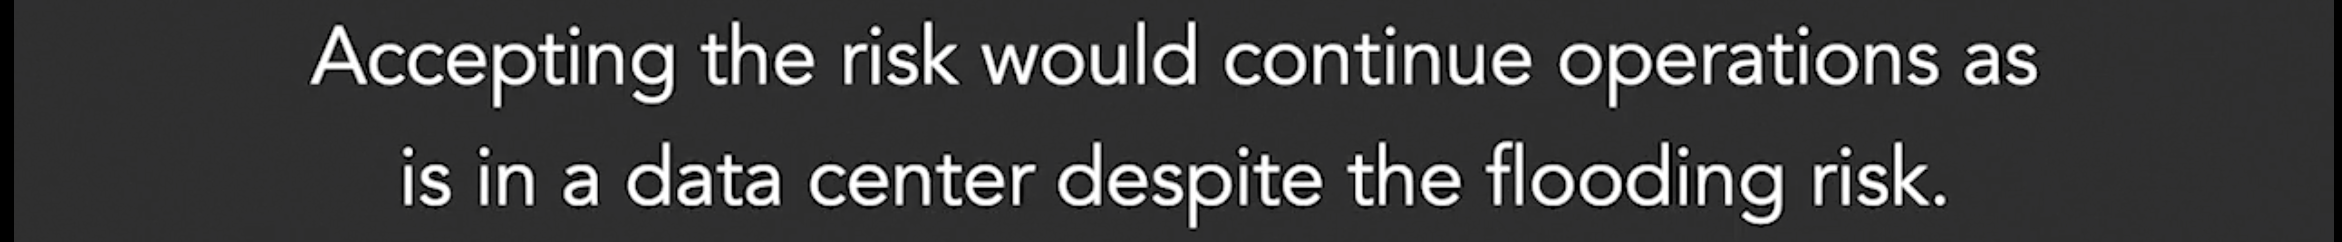 Accepting the risk would continue operations as
is in a data center despite the flooding risk.